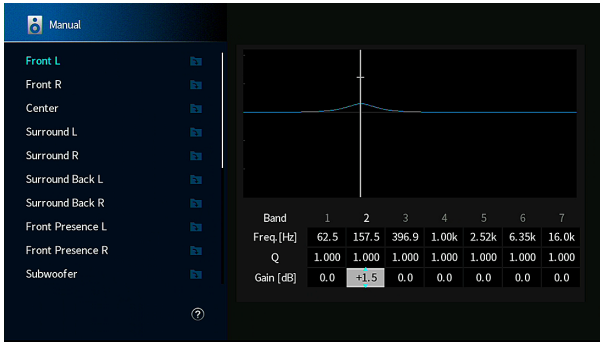 Manual
Front L
Front R
Center
Surround L
Surround R
Surround Back L
Surround Back R
Front Presence L
Front Presence R
Subwoofer
?
Band 1 2 3 4 5 6 7
Freq.[Hz] 62.5 157.5 396.9 1.00k 2.52k 6.35k 16.0k
Q 1.000 1.000 1.000 1.000 1.000 1.000 1.000
Gain [dB] 0.0 +1.5 0.0 0.0 0.0 0.0 0.0